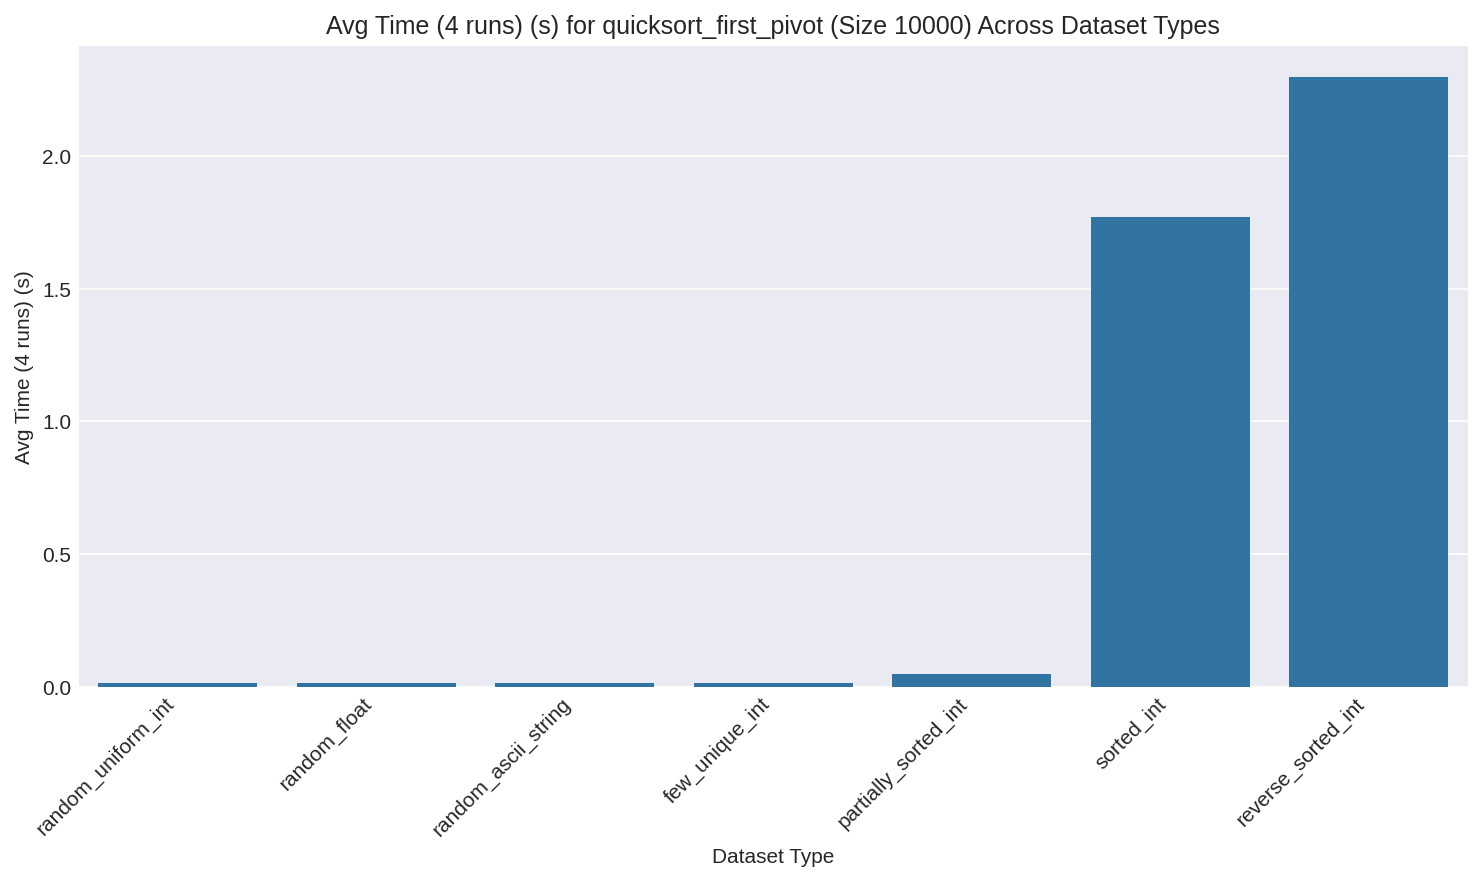 Avg Time (4 runs) (s) for quicksort_first_pivot (Size 10000) Across Dataset Types
Avg Time (4 runs) (s)
2.0
1.5
1.0
0.5
0.0
random_uniform_int
random_float
random_ascii_string
few_unique_int
partially_sorted_int
sorted_int
reverse_sorted_int
Dataset Type